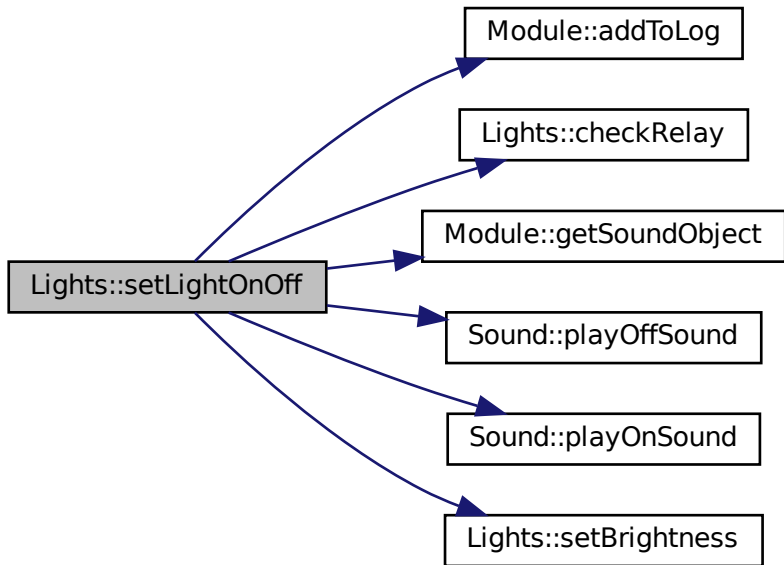 Module::addToLog
Lights::checkRelay
Module::getSoundObject
Lights::setLightOnOff
Sound::playOffSound
Sound::playOnSound
Lights::setBrightness